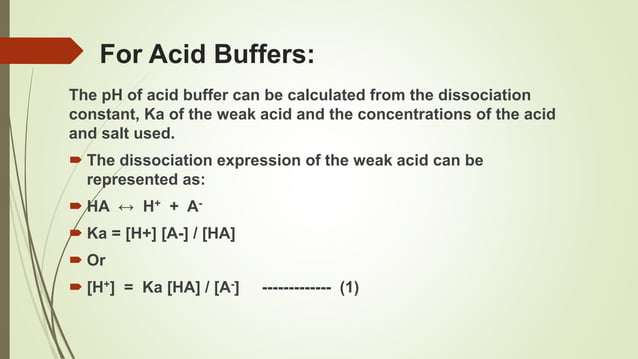 For Acid Buffers:
The pH of acid buffer can be calculated from the dissociation
constant, Ka of the weak acid and the concentrations of the acid
and salt used.
The dissociation expression of the weak acid can be
represented as:
HA ↔ H⁺ + A⁻
Ka = [H+] [A-] / [HA]
Or
[H⁺] = Ka [HA] / [A⁻] ------------- (1)